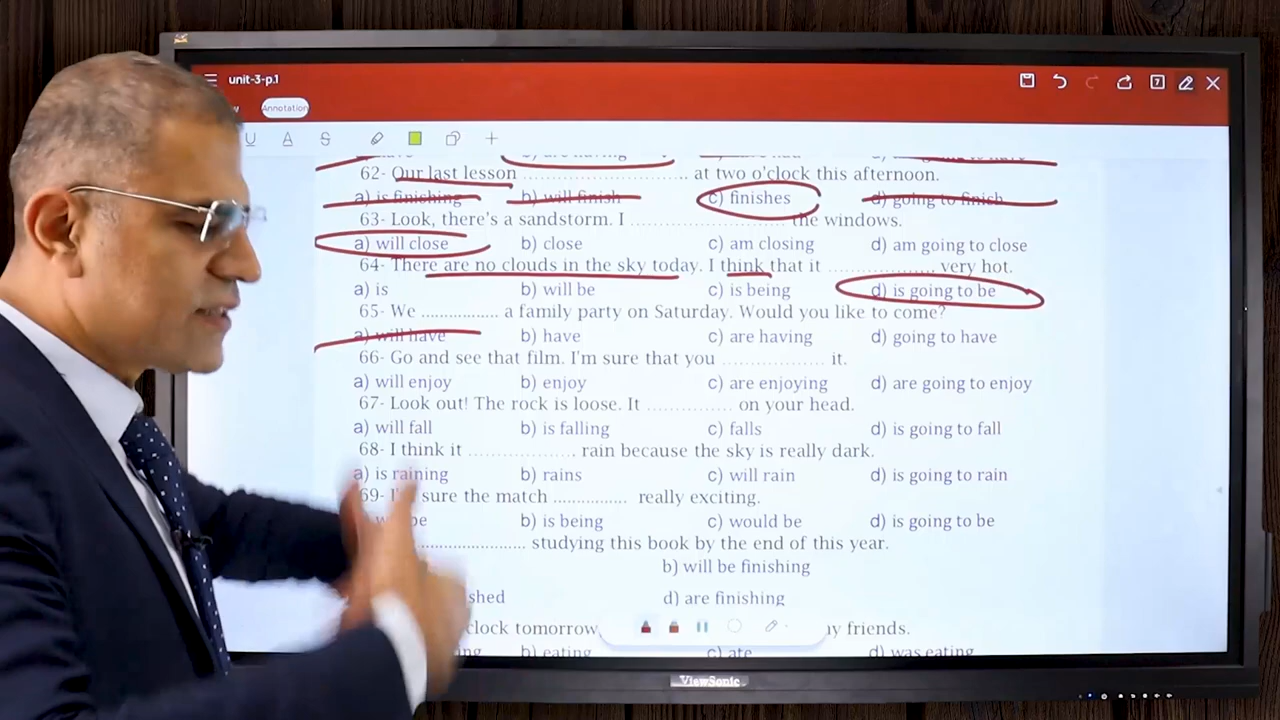 unit-3-p.1
Annotation
62- Our last lesson ............................ at two o'clock this afternoon.
a) is finishing b) will finish c) finishes d) going to finish
63- Look, there's a sandstorm. I .......................... the windows.
a) will close b) close c) am closing d) am going to close
64- There are no clouds in the sky today. I think that it .................. very hot.
a) is b) will be c) is being d) is going to be
65- We ................. a family party on Saturday. Would you like to come?
a) will have b) have c) are having d) going to have
66- Go and see that film. I'm sure that you ................. it.
a) will enjoy b) enjoy c) are enjoying d) are going to enjoy
67- Look out! The rock is loose. It .............. on your head.
a) will fall b) is falling c) falls d) is going to fall
68- I think it .................. rain because the sky is really dark.
a) is raining b) rains c) will rain d) is going to rain
69- sure the match .............. really exciting.
be b) is being c) would be d) is going to be
...................... studying this book by the end of this year.
b) will be finishing
shed d) are finishing
clock tomorrow, my friends.
ing b) eating c) ate d) was eating
ViewSonic